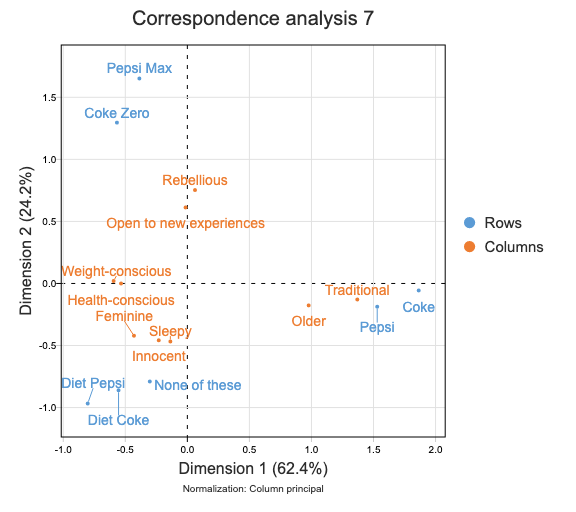 Correspondence analysis 7
Pepsi Max
Coke Zero
Rebellious
Open to new experiences
Weight-conscious
Health-conscious
Feminine
Sleepy
Innocent
Traditional
Older
Coke
Pepsi
Diet Pepsi
None of these
Diet Coke
Rows
Columns
1.5
1.0
0.5
0.0
-0.5
-1.0
Dimension 2 (24.2%)
-1.0 -0.5 0.0 0.5 1.0 1.5 2.0
Dimension 1 (62.4%)
Normalization: Column principal